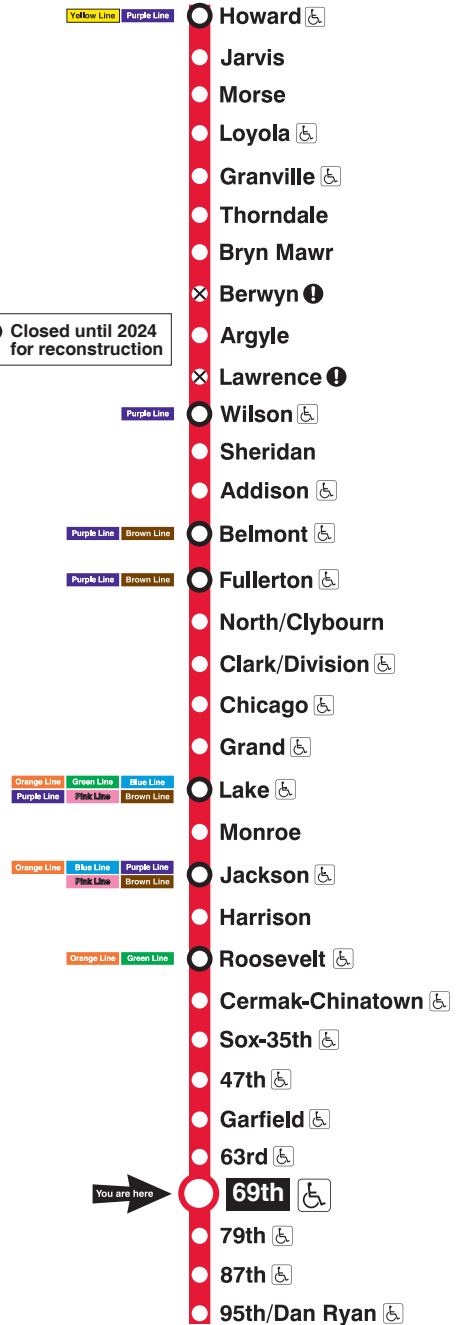 Yellow Line Purple Line Howard
Jarvis
Morse
Loyola
Granville
Thorndale
Bryn Mawr
Berwyn !
Closed until 2024
for reconstruction
Argyle
Lawrence !
Purple Line Wilson
Sheridan
Addison
Purple Line Brown Line Belmont
Purple Line Brown Line Fullerton
North/Clybourn
Clark/Division
Chicago
Grand
Orange Line Green Line Blue Line
Purple Line Pink Line Brown Line
Lake
Monroe
Orange Line Blue Line Purple Line
Pink Line Brown Line
Jackson
Harrison
Orange Line Green Line Roosevelt
Cermak-Chinatown
Sox-35th
47th
Garfield
63rd
You are here 69th
79th
87th
95th/Dan Ryan